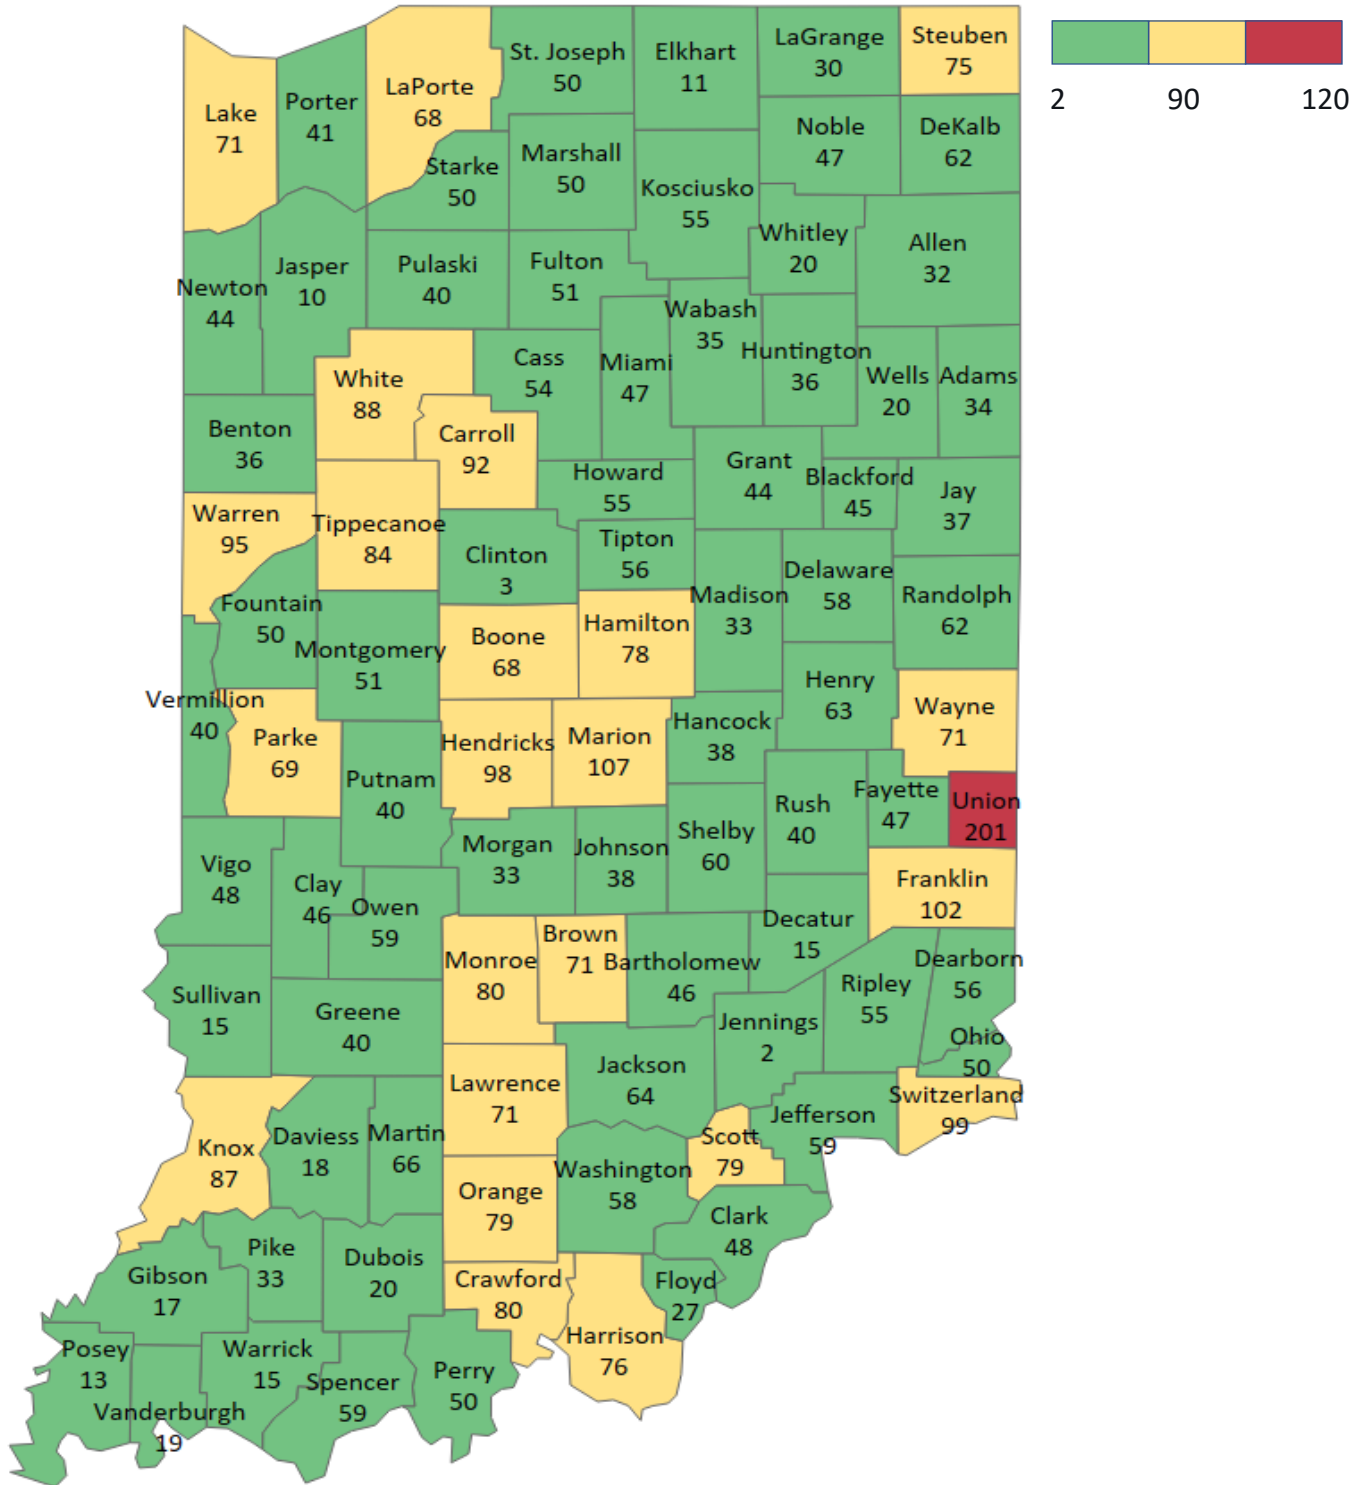 St. Joseph
50
Elkhart
11
LaGrange
30
Steuben
75
2 90 120
Lake
71
Porter
41
LaPorte
68
Starke
50
Marshall
50
Kosciusko
55
Noble
47
DeKalb
62
Whitley
20
Allen
32
Newton
44
Jasper
10
Pulaski
40
Fulton
51
Wabash
35
Huntington
36
Miami
47
Cass
54
White
88
Wells
20
Adams
34
Benton
36
Carroll
92
Howard
55
Grant
44
Blackford
45
Jay
37
Warren
95
Tippecanoe
84
Clinton
3
Tipton
56
Madison
33
Delaware
58
Randolph
62
Fountain
50
Montgomery
51
Boone
68
Hamilton
78
Henry
63
Wayne
71
Vermillion
40
Parke
69
Putnam
40
Hendricks
98
Marion
107
Hancock
38
Rush
40
Fayette
47
Union
201
Shelby
60
Morgan
33
Johnson
38
Vigo
48
Clay
46
Owen
59
Franklin
102
Decatur
15
Monroe
80
Brown
71
Bartholomew
46
Dearborn
56
Ripley
55
Sullivan
15
Greene
40
Jennings
2
Ohio
50
Jackson
64
Lawrence
71
Switzerland
99
Jefferson
59
Knox
87
Daviess
18
Martin
66
Scott
79
Washington
58
Orange
79
Clark
48
Pike
33
Dubois
20
Gibson
17
Crawford
80
Floyd
27
Harrison
76
Posey
13
Warrick
15
Spencer
59
Perry
50
Vanderburgh
19